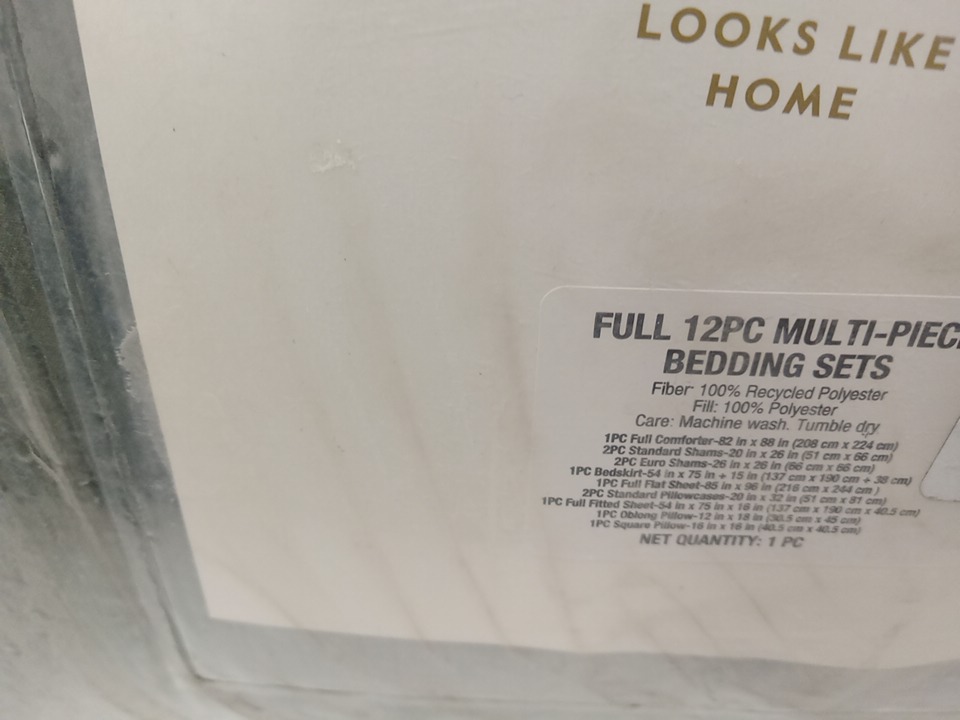 LOOKS LIKE
HOME
FULL 12PC MULTI-PIEC
BEDDING SETS
Fiber 100% Recycled Polyester
Fill: 100% Polyester
Care: Machine wash. Tumble dry
1PC Full Comforter-82 in x 88 in (208 cm x 224 cm)
2PC Standard Shams-20 in x 26 in (51 cm x 66 cm)
2PC Euro Shams-26 in x 26 in (66 cm x 66 cm)
1PC Bedskirt-54 in x 75 in + 15 in (137 cm x 190 cm + 38 cm)
1PC Full Flat Sheet-85 in x 96 in (216 cm x 244 cm )
2PC Standard Pillowcases-20 in x 32 in (51 cm x 81 cm)
1PC Full Fitted Sheet-54 in x 75 in x 16 in (137 cm x 190 cm x 40.5 cm)
1PC Oblong Pillow-12 in x 18 in (30.5 cm x 45 cm)
1PC Square Pillow-16 in x 16 in (40.5 cm x 40.5 cm)
NET QUANTITY: 1 PC